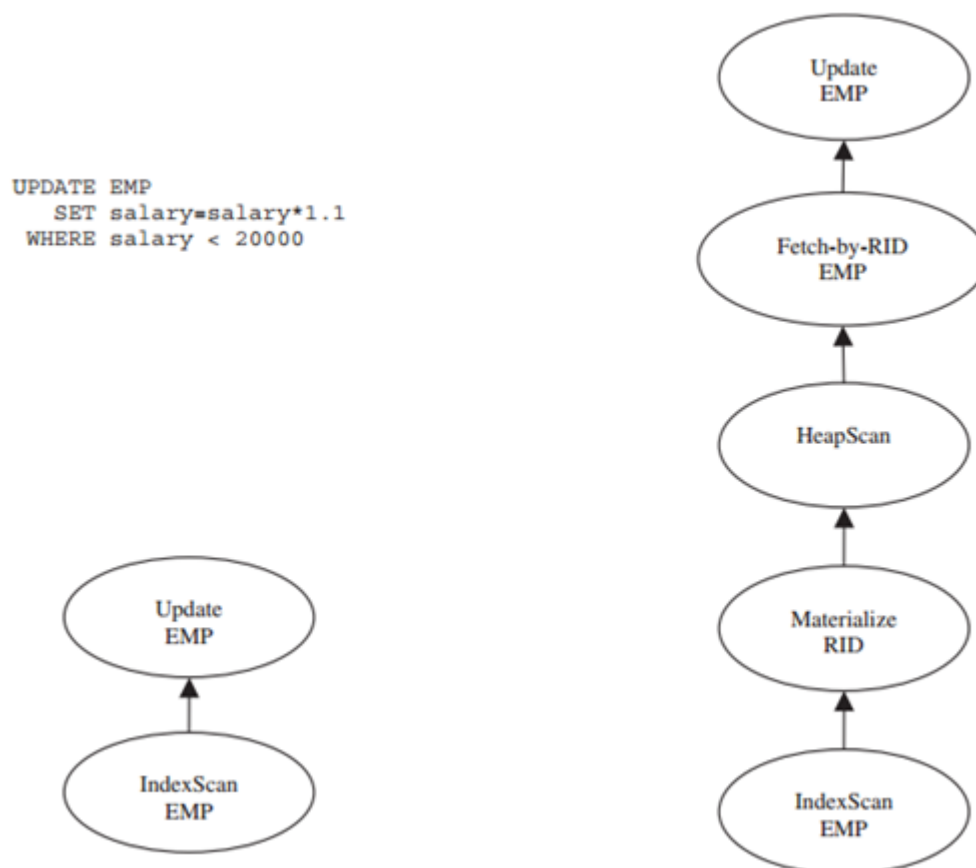 UPDATE EMP
SET salary=salary*1.1
WHERE salary < 20000
Update
EMP
IndexScan
EMP
Update
EMP
Fetch-by-RID
EMP
HeapScan
Materialize
RID
IndexScan
EMP